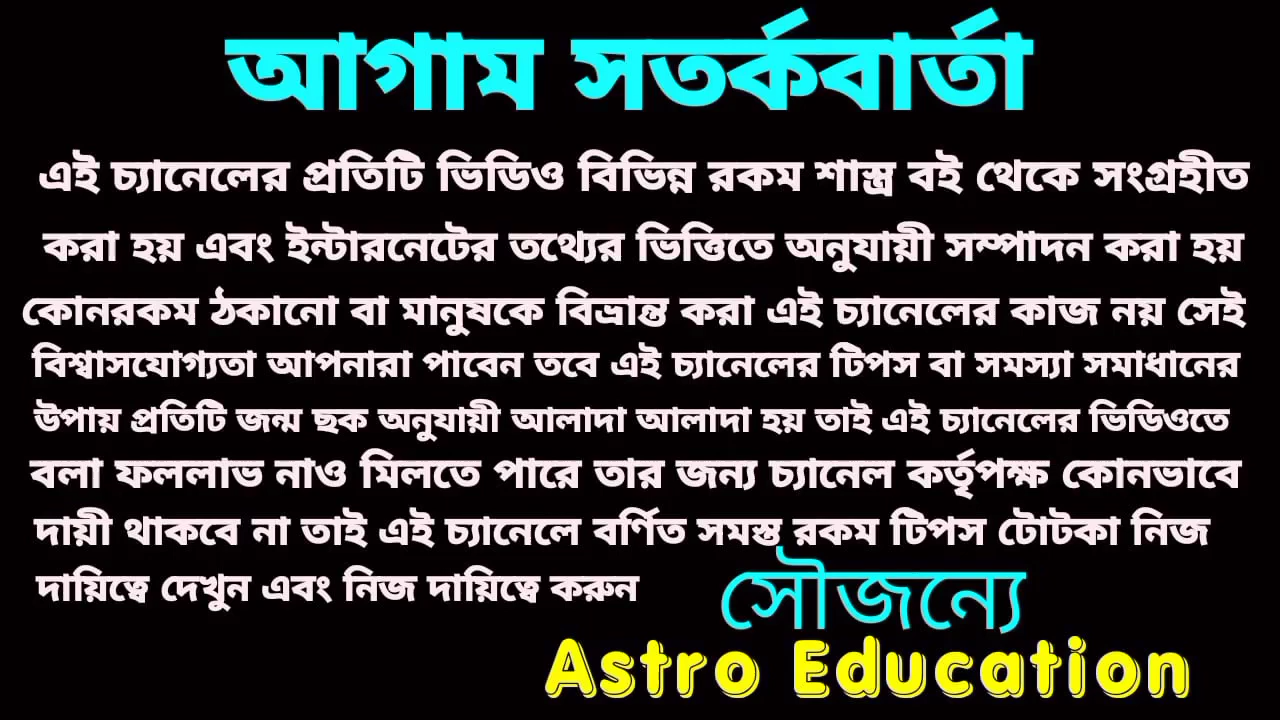 আগাম সতর্কবার্তা
এই চ্যানেলের প্রতিটি ভিডিও বিভিন্ন রকম শাস্ত্র বই থেকে সংগ্রহীত
করা হয় এবং ইন্টারনেটের তথ্যের ভিত্তিতে অনুযায়ী সম্পাদন করা হয়
কোনরকম ঠকানো বা মানুষকে বিভ্রান্ত করা এই চ্যানেলের কাজ নয় সেই
বিশ্বাসযোগ্যতা আপনারা পাবেন তবে এই চ্যানেলের টিপস বা সমস্যা সমাধানের
উপায় প্রতিটি জন্ম ছক অনুযায়ী আলাদা আলাদা হয় তাই এই চ্যানেলের ভিডিওতে
বলা ফললাভ নাও মিলতে পারে তার জন্য চ্যানেল কর্তৃপক্ষ কোনভাবে
দায়ী থাকবে না তাই এই চ্যানেলে বর্ণিত সমস্ত রকম টিপস টোটকা নিজ
দায়িত্বে দেখুন এবং নিজ দায়িত্বে করুন
সৌজন্যে
Astro Education